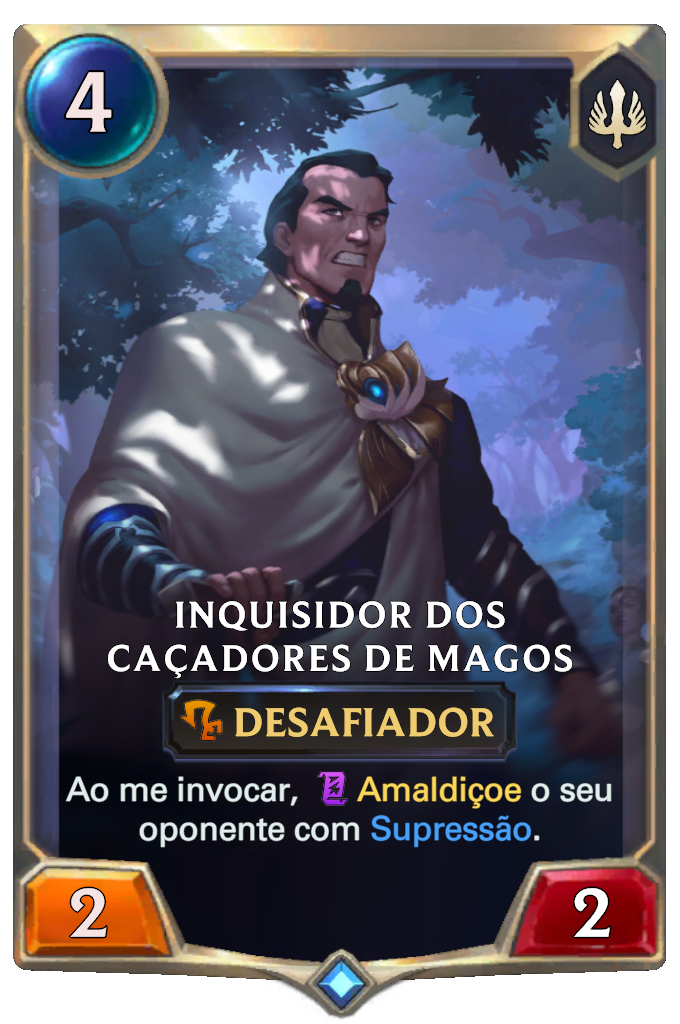 4
INQUISIDOR DOS
CAÇADORES DE MAGOS
DESAFIADOR
Ao me invocar, Amaldiçoe o seu
oponente com Supressão.
2
2